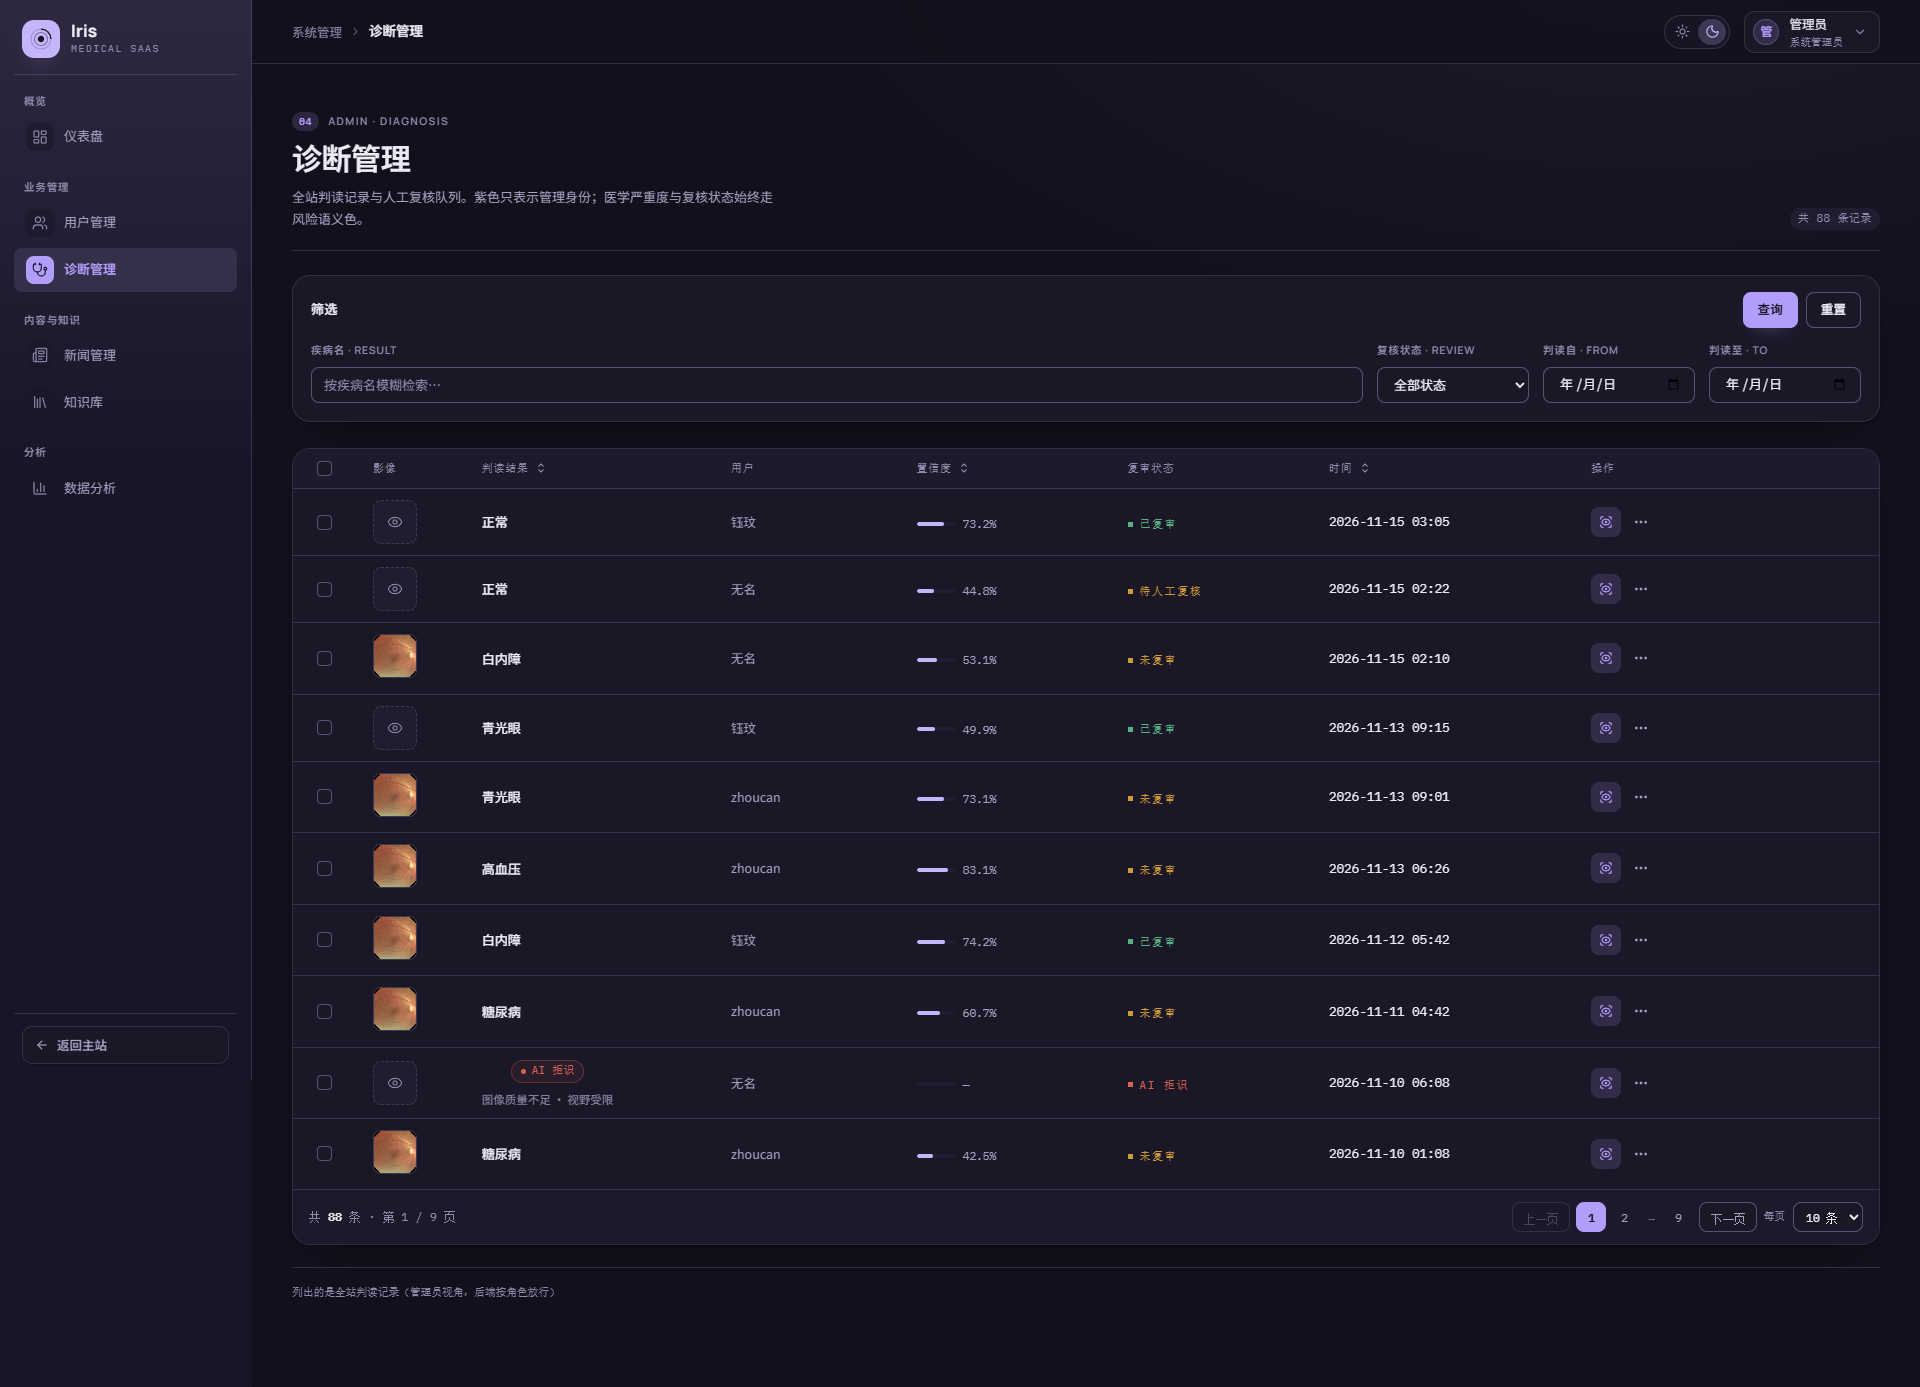 Iris
MEDICAL SAAS
概览
仪表盘
业务管理
用户管理
诊断管理
内容与知识
新闻管理
知识库
分析
数据分析
返回主站
系统管理 > 诊断管理
管
管理员
系统管理员
04 ADMIN · DIAGNOSIS
诊断管理
全站判读记录与人工复核队列。紫色只表示管理身份；医学严重度与复核状态始终走
风险语义色。
共 88 条记录
筛选
查询
重置
疾病名 · RESULT
复核状态 · REVIEW
判读自 · FROM
判读至 · TO
按疾病名模糊检索…
全部状态
年 /月/日
年 /月/日
影像 判读结果 用户 置信度 复审状态 时间 操作
正常 钰玟 73.2% 已复审 2026-11-15 03:05
正常 无名 44.8% 待人工复核 2026-11-15 02:22
白内障 无名 53.1% 未复审 2026-11-15 02:10
青光眼 钰玟 49.9% 已复审 2026-11-13 09:15
青光眼 zhoucan 73.1% 未复审 2026-11-13 09:01
高血压 zhoucan 83.1% 未复审 2026-11-13 06:26
白内障 钰玟 74.2% 已复审 2026-11-12 05:42
糖尿病 zhoucan 60.7% 未复审 2026-11-11 04:42
AI 拒识
图像质量不足 · 视野受限
无名 — AI 拒识 2026-11-10 06:08
糖尿病 zhoucan 42.5% 未复审 2026-11-10 01:08
共 88 条 · 第 1 / 9 页
上一页 1 2 … 9 下一页 每页 10 条
列出的是全站判读记录（管理员视角，后端按角色放行）